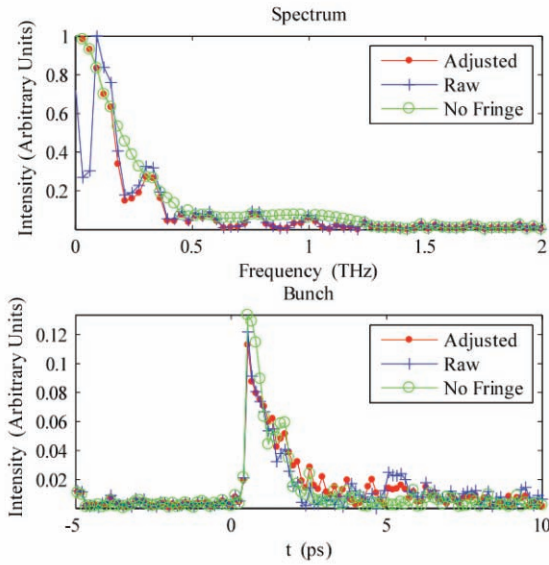 Spectrum
Intensity (Arbitrary Units)
1
0.8
0.6
0.4
0.2
Adjusted
Raw
No Fringe
0 0.5 1 1.5 2
Frequency (THz)
Bunch
Intensity (Arbitrary Units)
0.12
0.1
0.08
0.06
0.04
0.02
Adjusted
Raw
No Fringe
-5 0 5 10
t (ps)